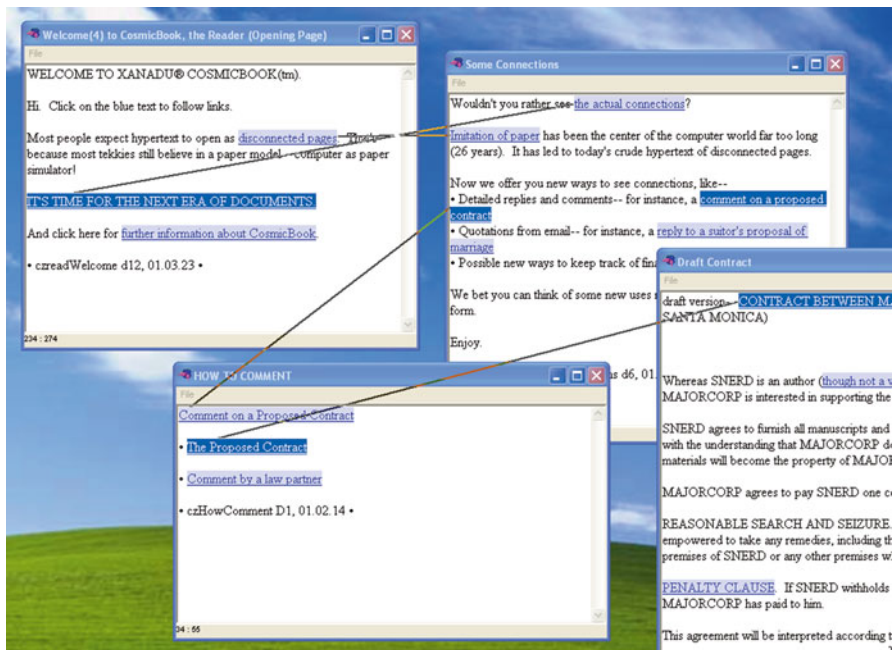 Welcome(4) to CosmicBook, the Reader (Opening Page)
File
WELCOME TO XANADU® COSMICBOOK(tm).
Hi. Click on the blue text to follow links.
Most people expect hypertext to open as disconnected pages.
because most tekkies still believe in a paper model--computer as paper
simulator!
IT'S TIME FOR THE NEXT ERA OF DOCUMENTS.
And click here for further information about CosmicBook.
• czreadWelcome d12, 01.03.23 •
234 : 274
Some Connections
File
Wouldn't you rather see the actual connections?
Imitation of paper has been the center of the computer world far too long
(26 years). It has led to today's crude hypertext of disconnected pages.
Now we offer you new ways to see connections, like--
• Detailed replies and comments-- for instance, a comment on a proposed
contract
• Quotations from email-- for instance, a reply to a suitor's proposal of
marriage
• Possible new ways to keep track of
We bet you can think of some new uses
form.
Enjoy.
d6, 01.
HOW TO COMMENT
File
Comment on a Proposed Contract
• The Proposed Contract
• Comment by a law partner
• czHowComment D1, 01.02.14 •
34 : 55
Draft Contract
File
draft version-- CONTRACT BETWEEN
SANTA MONICA)
Whereas SNERD is an author (though not a
MAJORCORP is interested in supporting the
SNERD agrees to furnish all manuscripts and
with the understanding that MAJORCORP
materials will become the property of
MAJORCORP agrees to pay SNERD one
REASONABLE SEARCH AND SEIZURE.
empowered to take any remedies, including
premises of SNERD or any other premises
PENALTY CLAUSE. If SNERD withholds
MAJORCORP has paid to him.
This agreement will be interpreted according